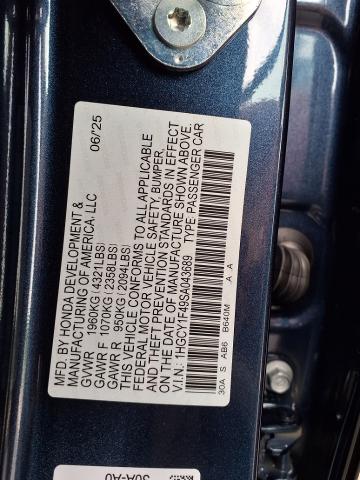 MFD. BY HONDA DEVELOPMENT &
MANUFACTURING OF AMERICA, LLC 06/'25
GVWR 1960KG(4321LBS)
GAWR F 1070KG(2358LBS)
GAWR R 950KG(2094LBS)
THIS VEHICLE CONFORMS TO ALL APPLICABLE
FEDERAL MOTOR VEHICLE SAFETY, BUMPER,
AND THEFT PREVENTION STANDARDS IN EFFECT
ON THE DATE OF MANUFACTURE SHOWN ABOVE.
V.I.N.: 1HGCY1F49SA043689 TYPE: PASSENGER CAR
30A S AB6 B640M A A
30A-A0